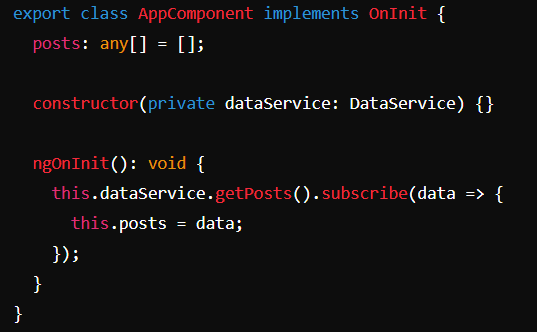 export class AppComponent implements OnInit {
  posts: any[] = [];

  constructor(private dataService: DataService) {}

  ngOnInit(): void {
    this.dataService.getPosts().subscribe(data => {
      this.posts = data;
    });
  }
}